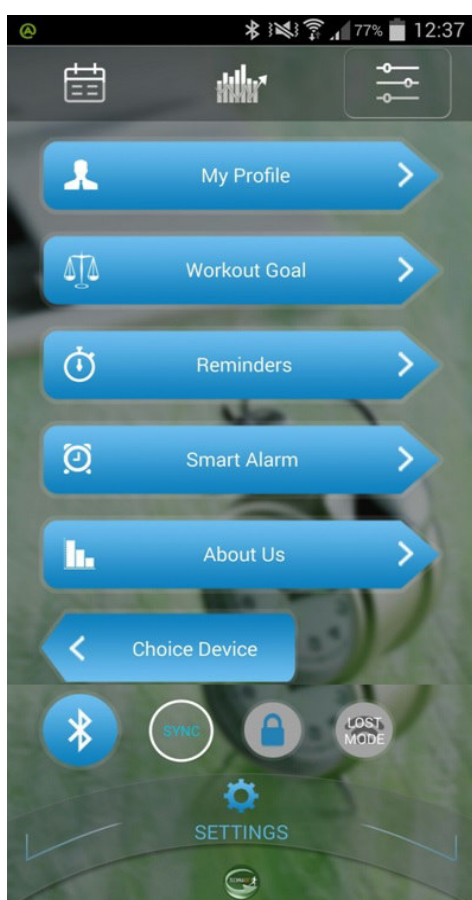 77% 12:37
My Profile
Workout Goal
Reminders
Smart Alarm
About Us
Choice Device
SYNC
LOST
MODE
SETTINGS